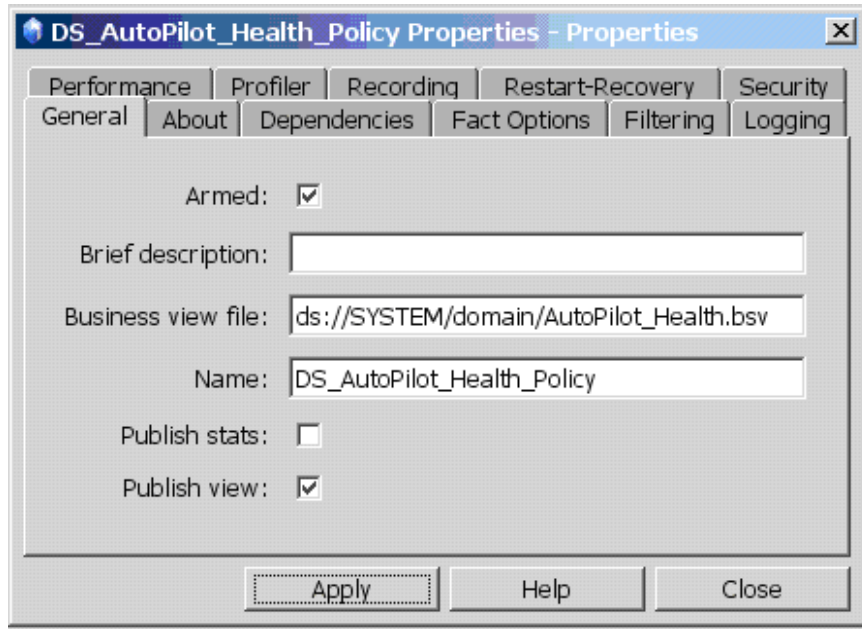 DS_AutoPilot_Health_Policy Properties - Properties
Performance Profiler Recording Restart-Recovery Security
General About Dependencies Fact Options Filtering Logging
Armed:
Brief description:
Business view file: ds://SYSTEM/domain/AutoPilot_Health.bsv
Name: DS_AutoPilot_Health_Policy
Publish stats:
Publish view:
Apply Help Close